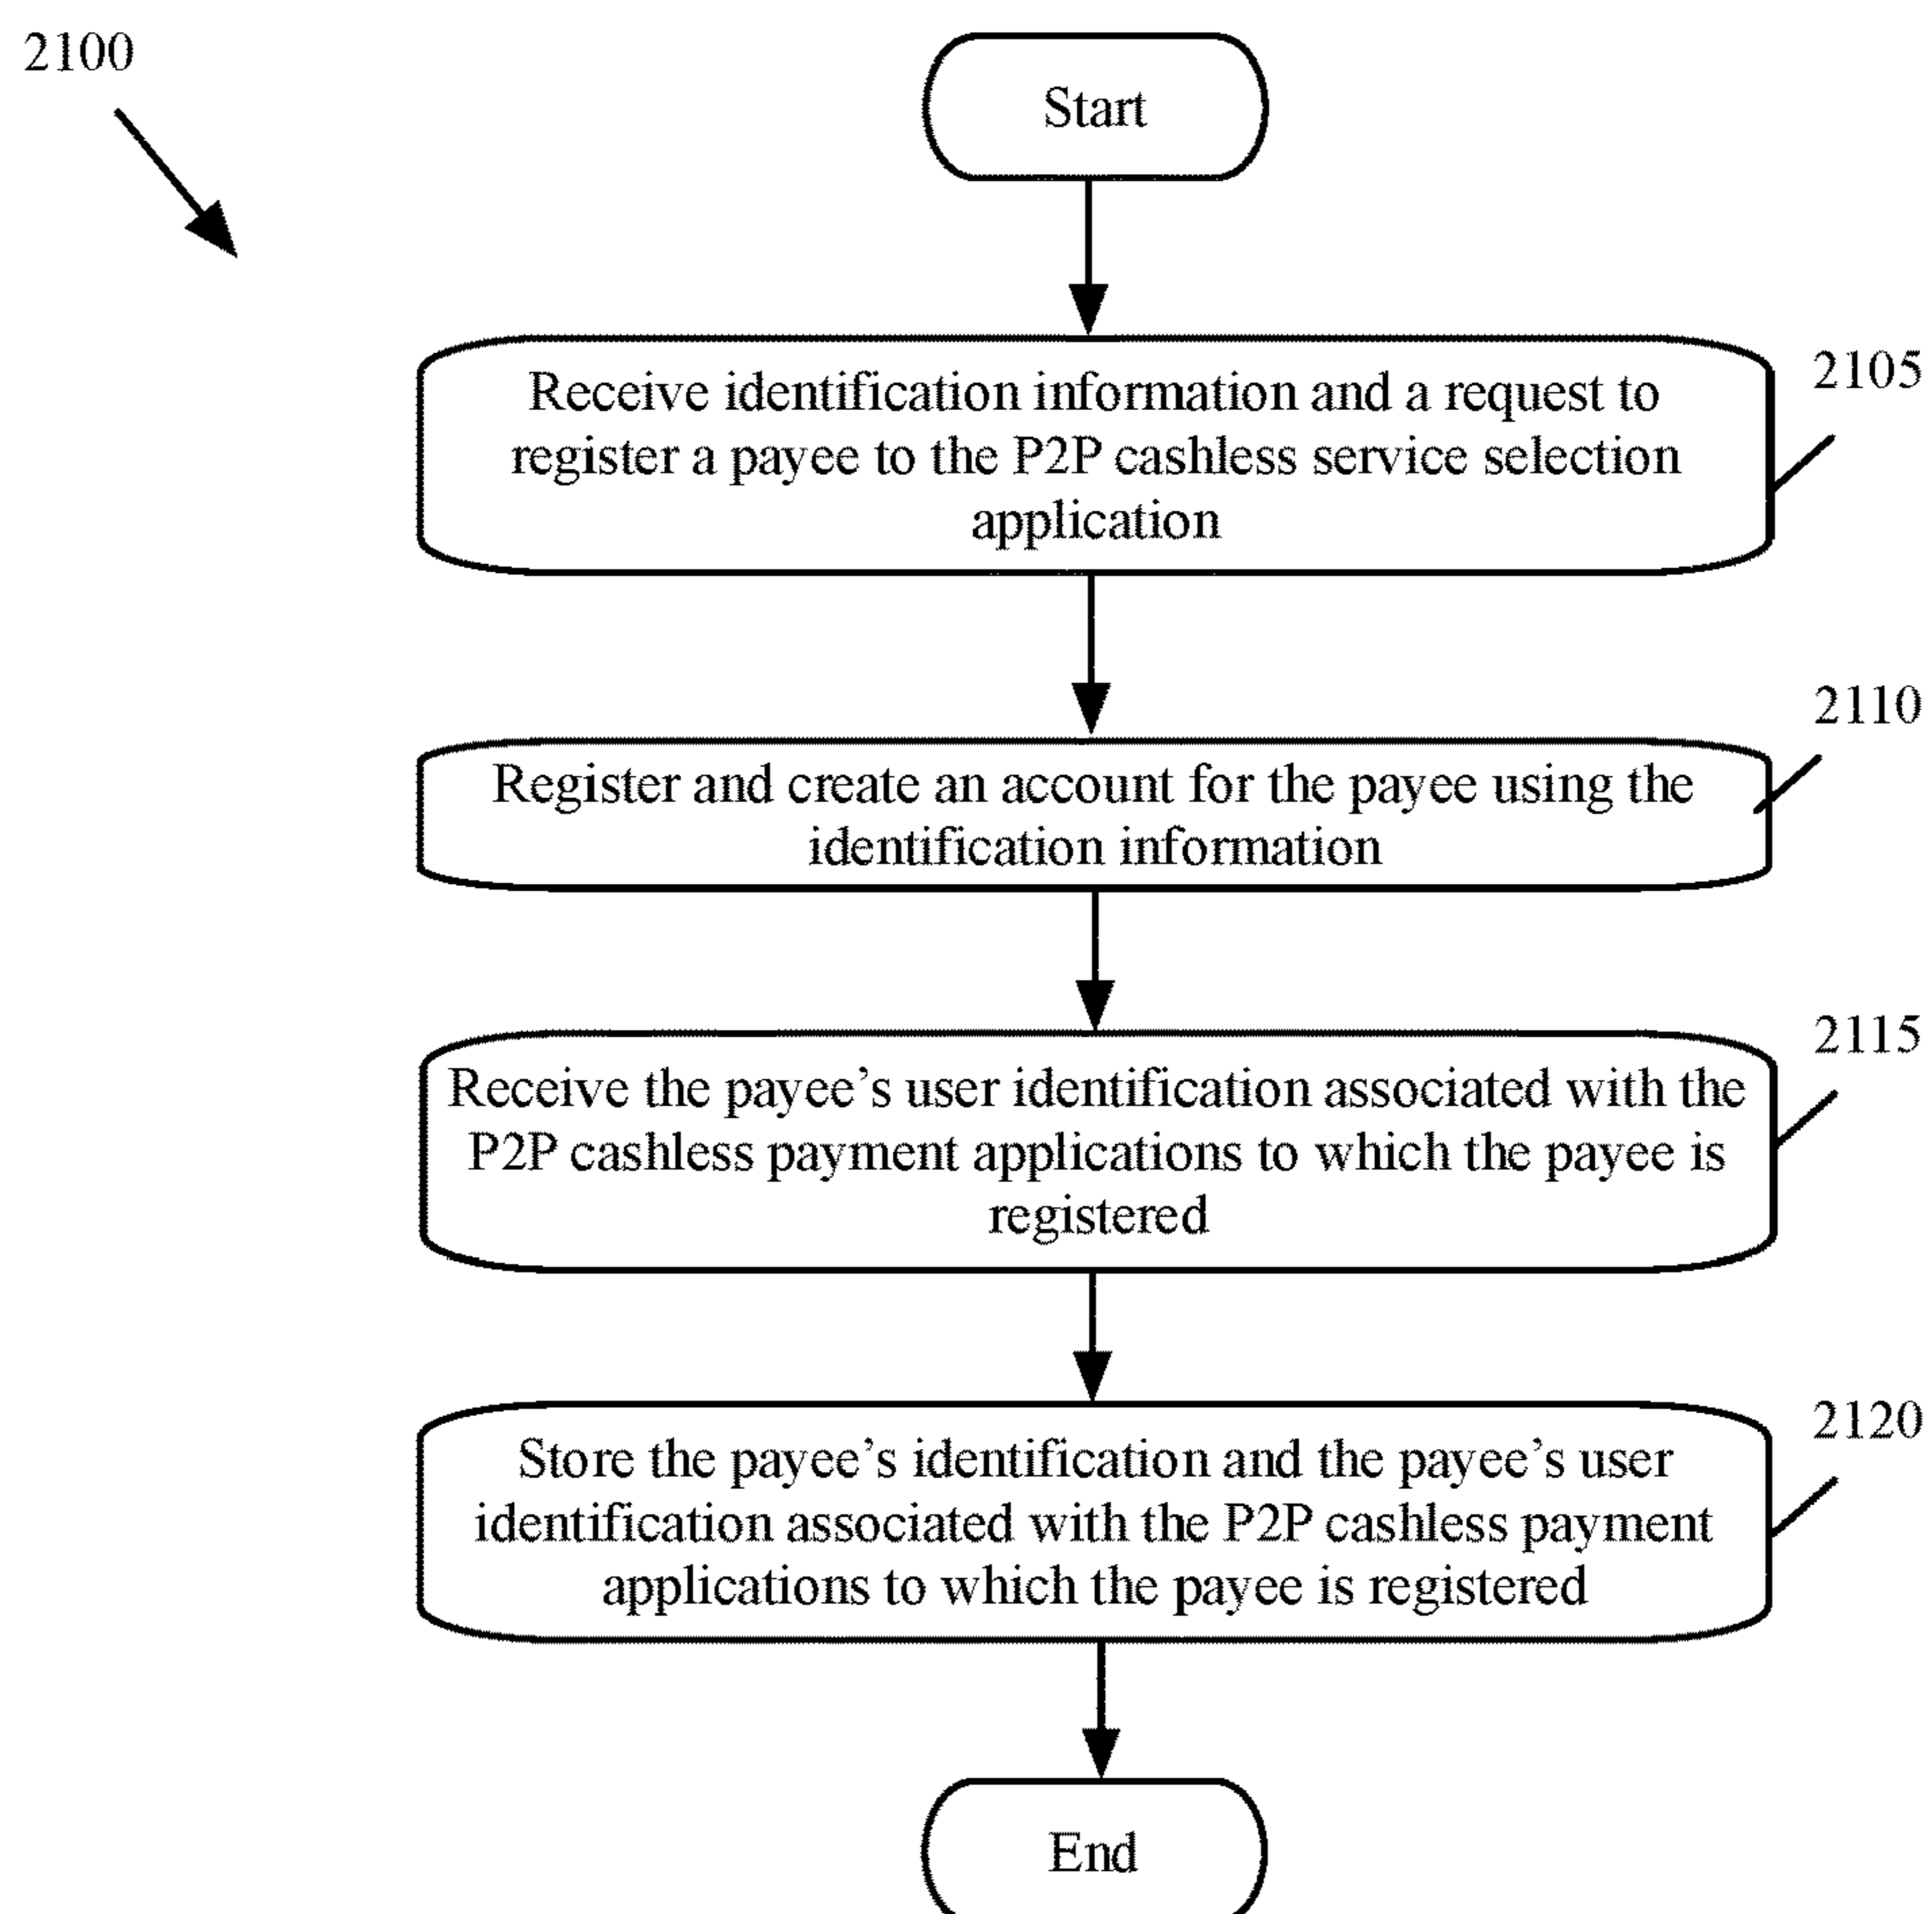 2100
Start
2105
Receive identification information and a request to
register a payee to the P2P cashless service selection
application
2110
Register and create an account for the payee using the
identification information
2115
Receive the payee’s user identification associated with the
P2P cashless payment applications to which the payee is
registered
2120
Store the payee’s identification and the payee’s user
identification associated with the P2P cashless payment
applications to which the payee is registered
End